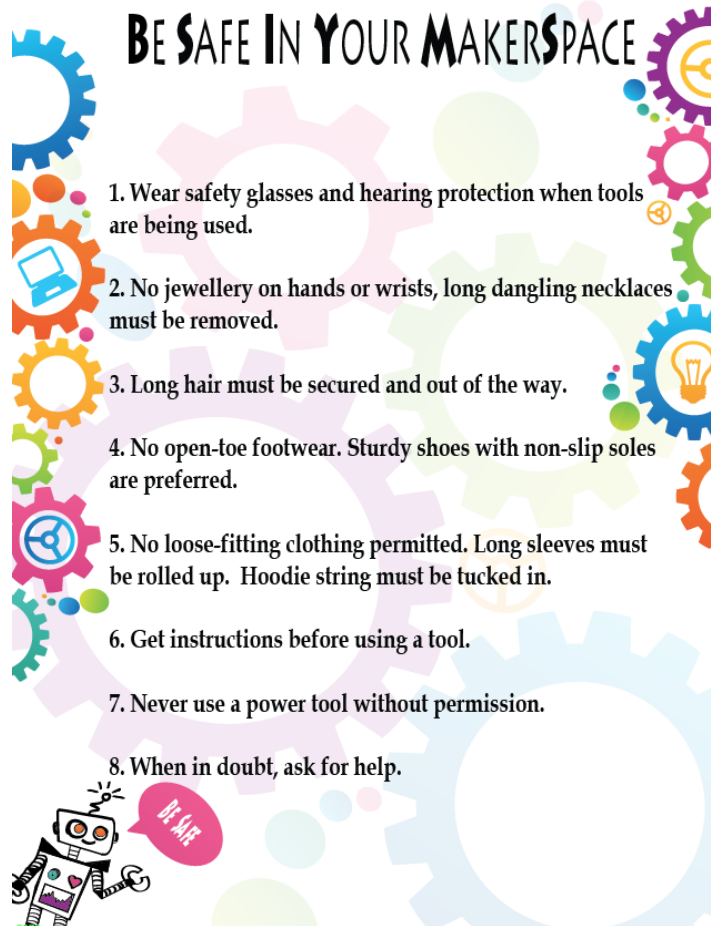 Be Safe In Your MakerSpace
1. Wear safety glasses and hearing protection when tools
are being used.
2. No jewellery on hands or wrists, long dangling necklaces
must be removed.
3. Long hair must be secured and out of the way.
4. No open-toe footwear. Sturdy shoes with non-slip soles
are preferred.
5. No loose-fitting clothing permitted. Long sleeves must
be rolled up.  Hoodie string must be tucked in.
6. Get instructions before using a tool.
7. Never use a power tool without permission.
8. When in doubt, ask for help.
Be Safe